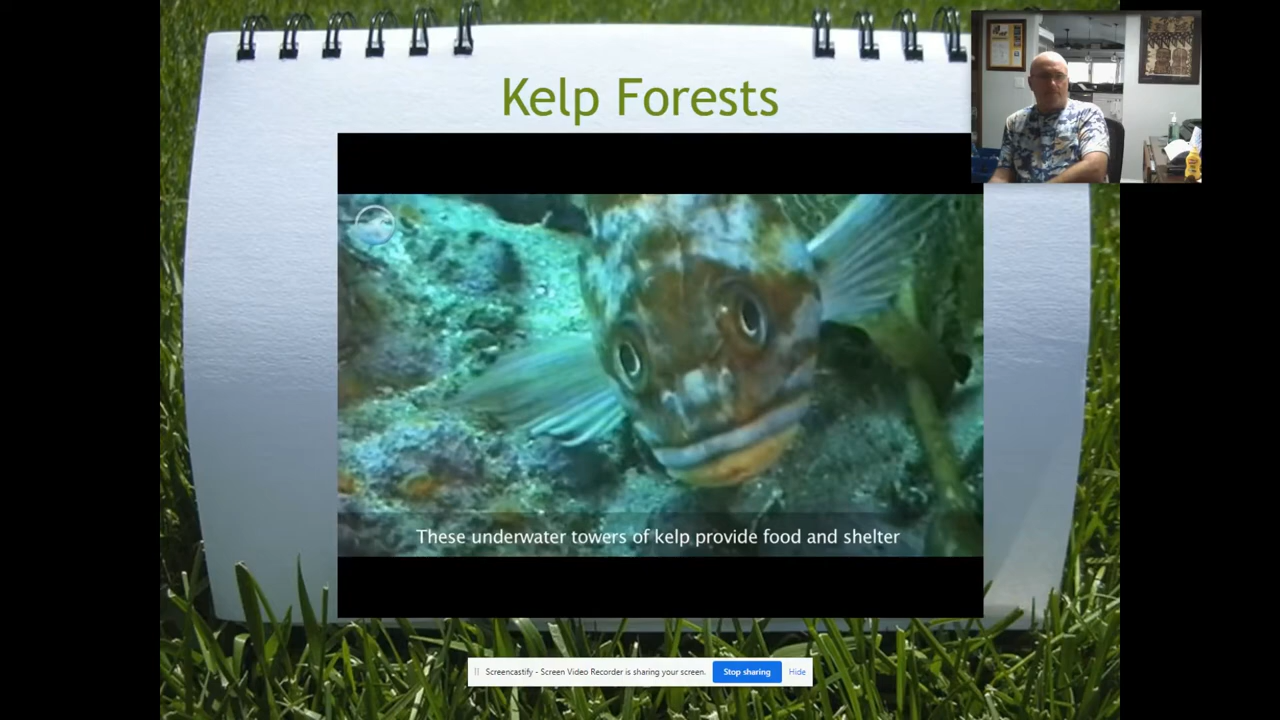 Kelp Forests
These underwater towers of kelp provide food and shelter
Screencastify - Screen Video Recorder is sharing your screen.
Stop sharing
Hide